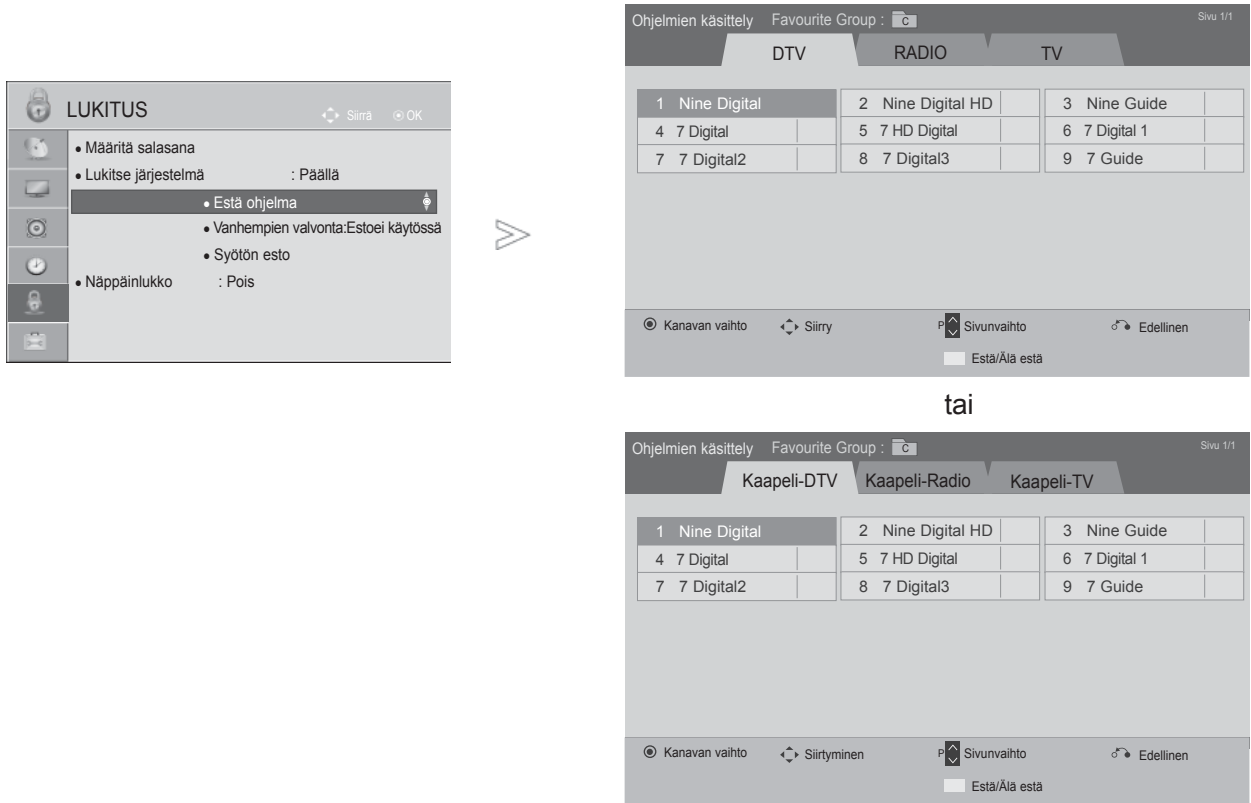 LUKITUS
Siirrä OK
• Määritä salasana
• Lukitse järjestelmä : Päällä
• Estä ohjelma
• Vanhempien valvonta:Estoei käytössä
• Syötön esto
• Näppäinlukko : Pois
Ohjelmien käsittely Favourite Group : C Sivu 1/1
DTV RADIO TV
1 Nine Digital 2 Nine Digital HD 3 Nine Guide
4 7 Digital 5 7 HD Digital 6 7 Digital 1
7 7 Digital2 8 7 Digital3 9 7 Guide
Kanavan vaihto Siirry P Sivunvaihto Edellinen
Estä/Älä estä
tai
Ohjelmien käsittely Favourite Group : C Sivu 1/1
Kaapeli-DTV Kaapeli-Radio Kaapeli-TV
1 Nine Digital 2 Nine Digital HD 3 Nine Guide
4 7 Digital 5 7 HD Digital 6 7 Digital 1
7 7 Digital2 8 7 Digital3 9 7 Guide
Kanavan vaihto Siirtyminen P Sivunvaihto Edellinen
Estä/Älä estä